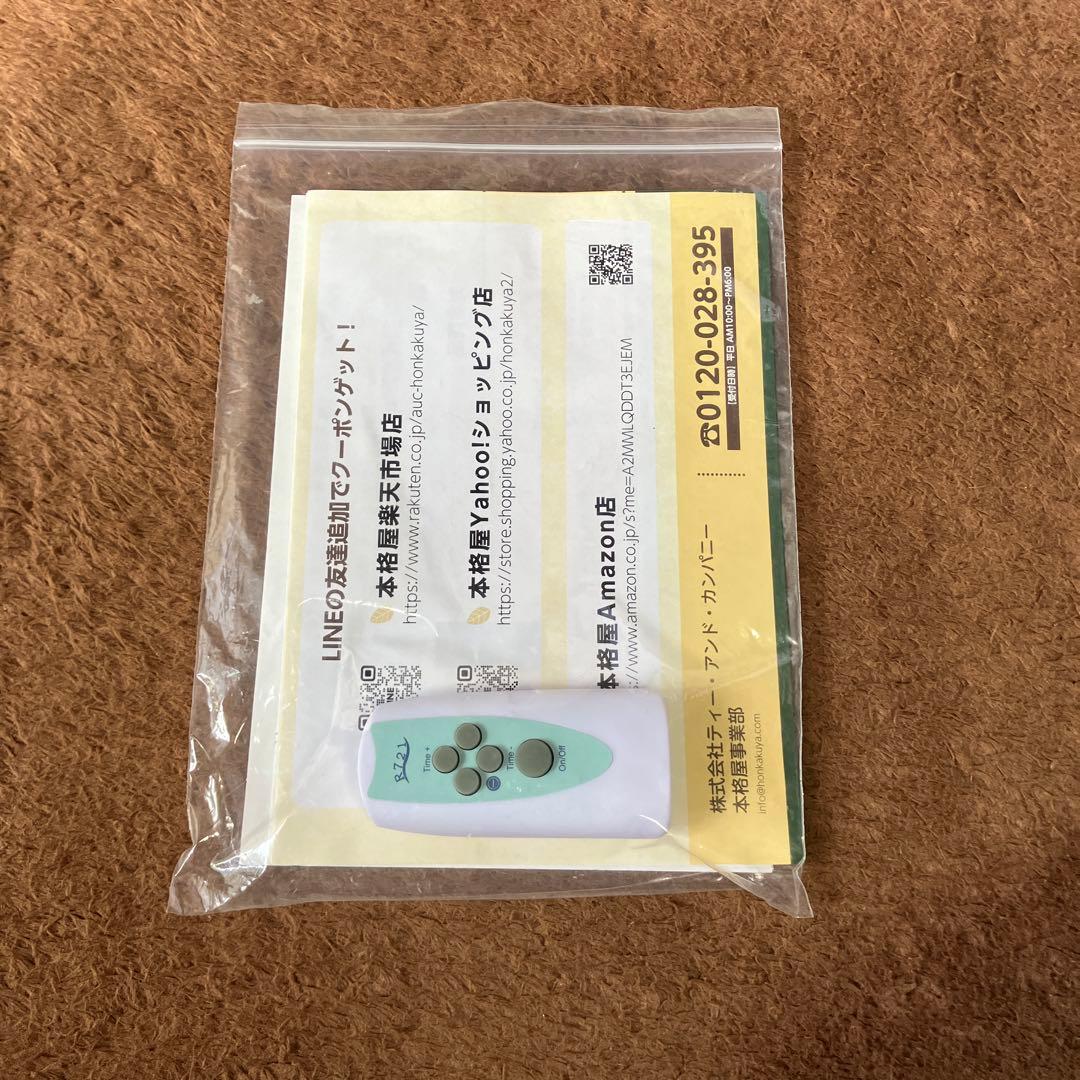 LINEの友達追加でクーポンゲット!
本格屋楽天市場店
https://www.rakuten.co.jp/auc-honkakuya/
本格屋Yahoo!ショッピング店
https://store.shopping.yahoo.co.jp/honkakuya2/
本格屋Amazon店
://www.amazon.co.jp/s?me=A2MMLQDDT3EJEM
株式会社ティー・アンド・カンパニー
本格屋事業部
info@honkakuya.com
☎0120-028-395
【受付日時】平日 AM10:00~PM6:00
Time +
Time -
On/Off